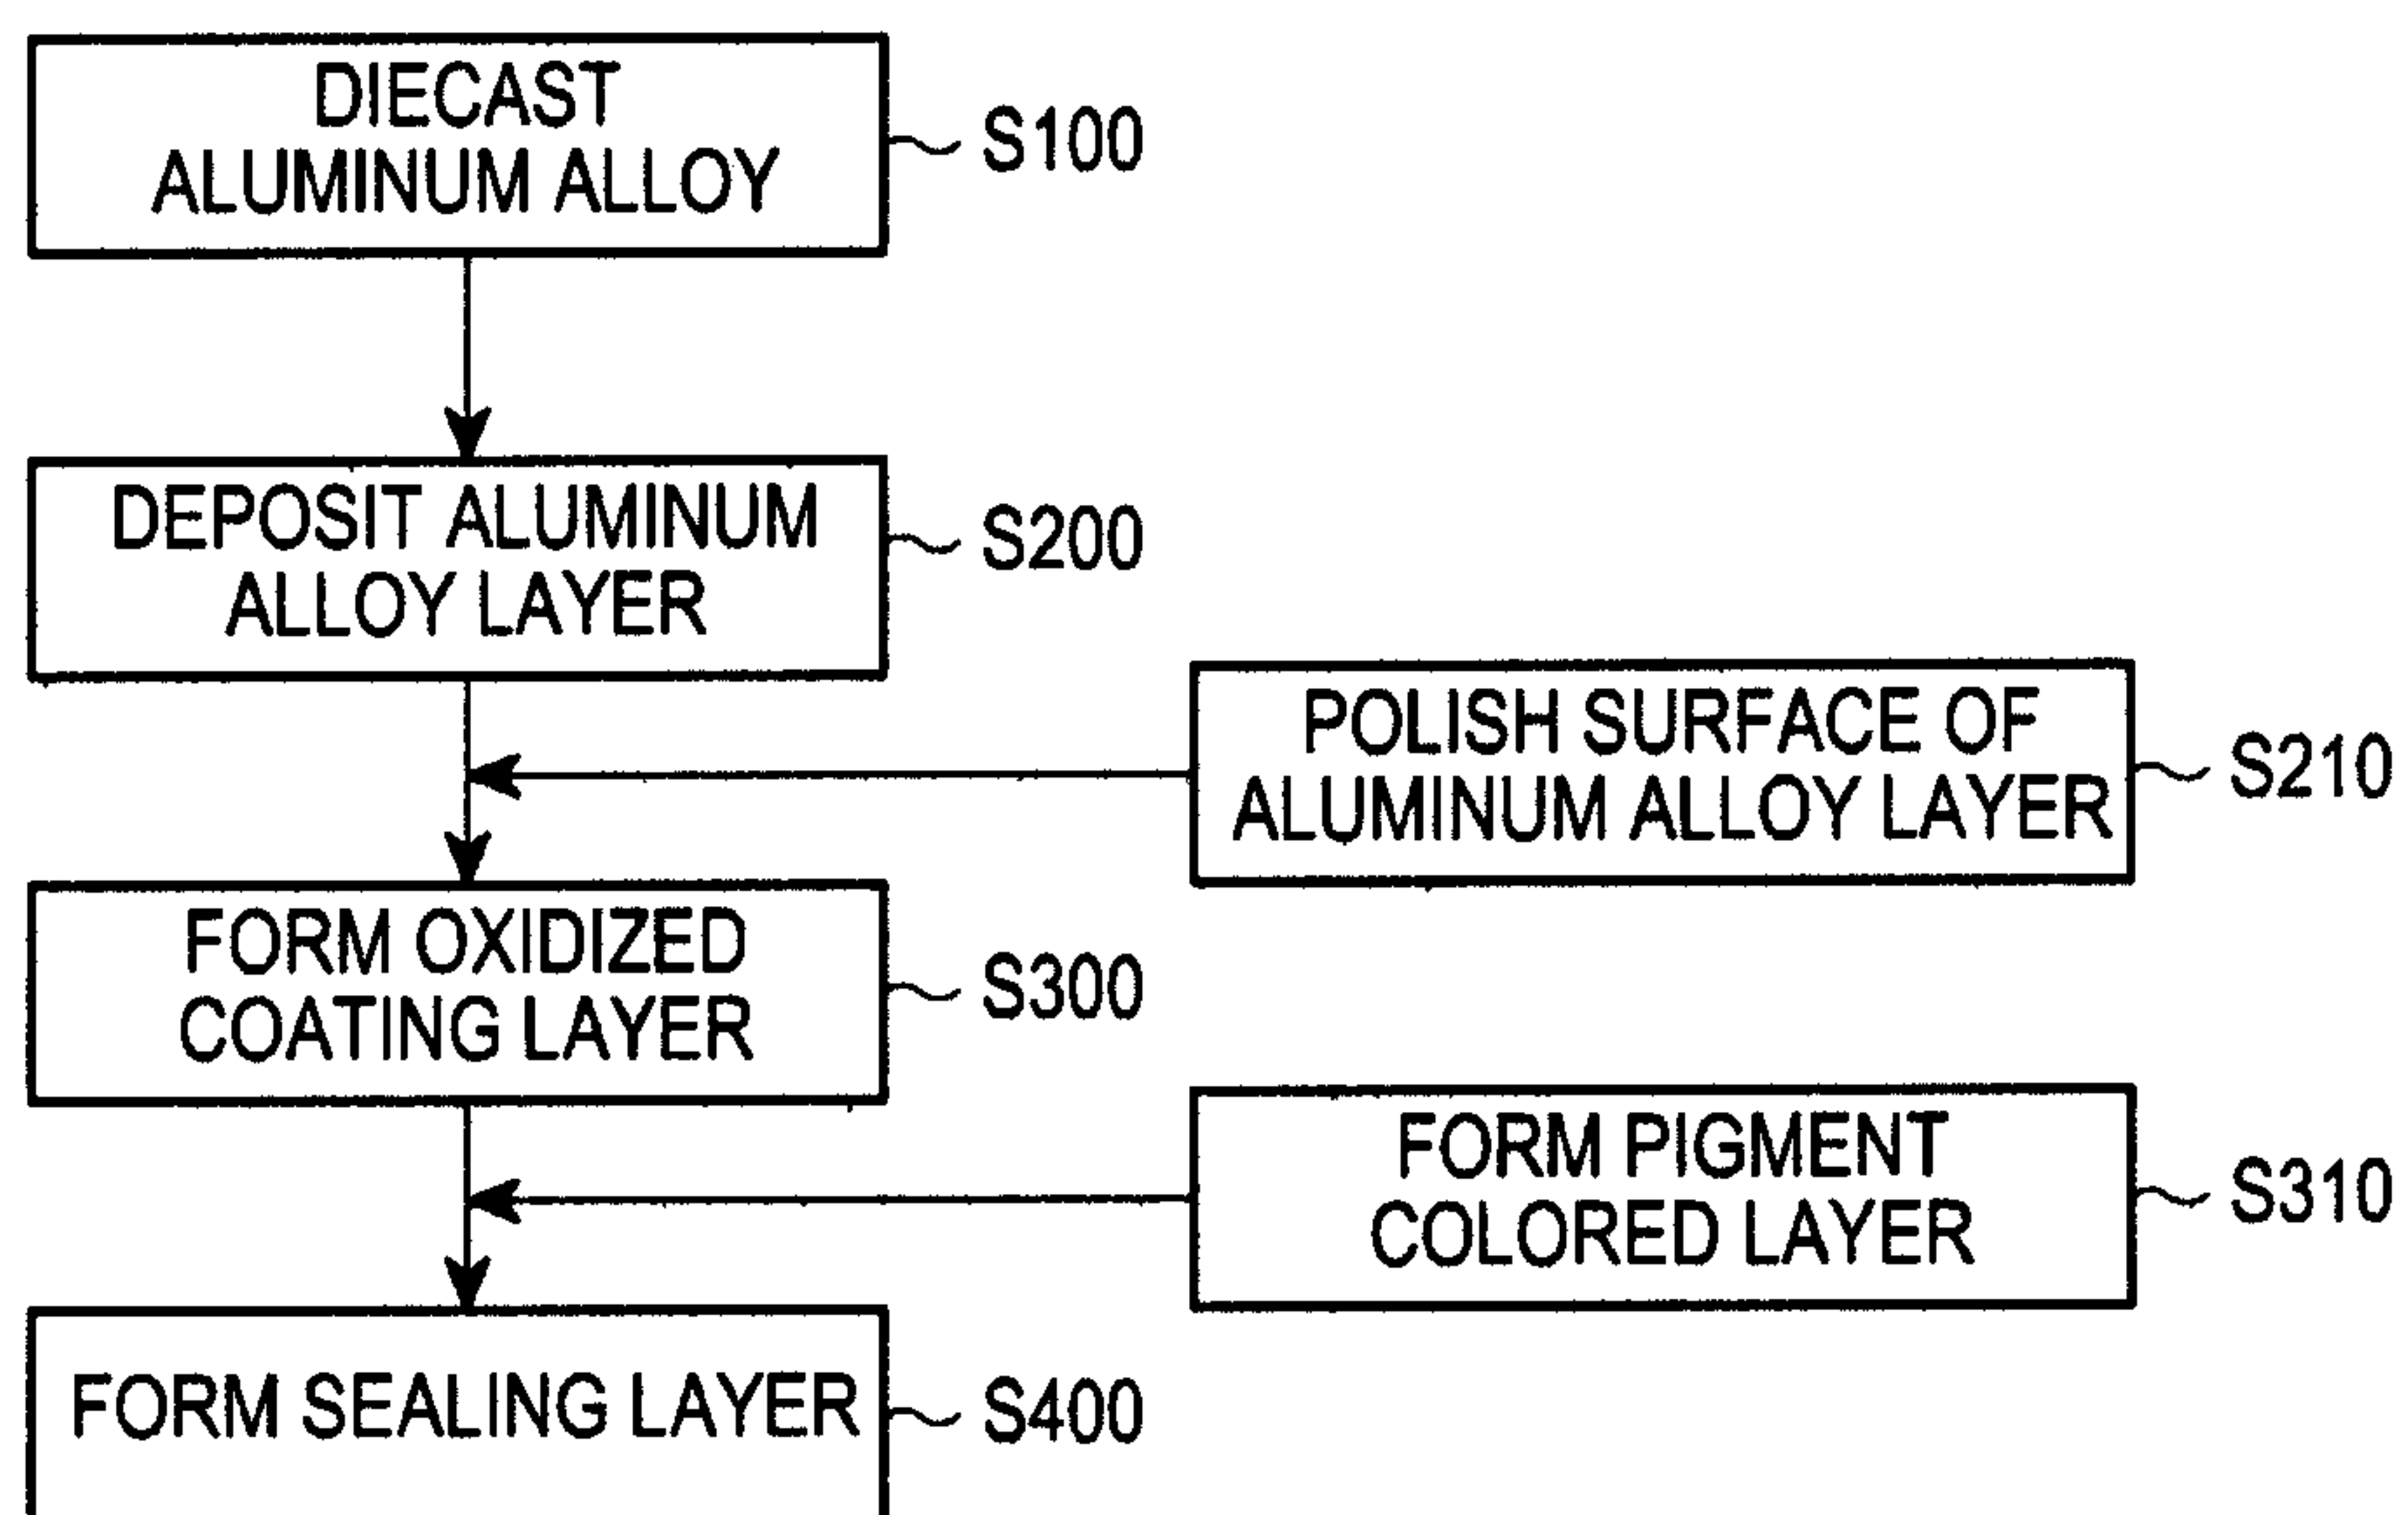 DIECAST
ALUMINUM ALLOY
S100
DEPOSIT ALUMINUM
ALLOY LAYER
S200
POLISH SURFACE OF
ALUMINUM ALLOY LAYER
S210
FORM OXIDIZED
COATING LAYER
S300
FORM PIGMENT
COLORED LAYER
S310
FORM SEALING LAYER
S400